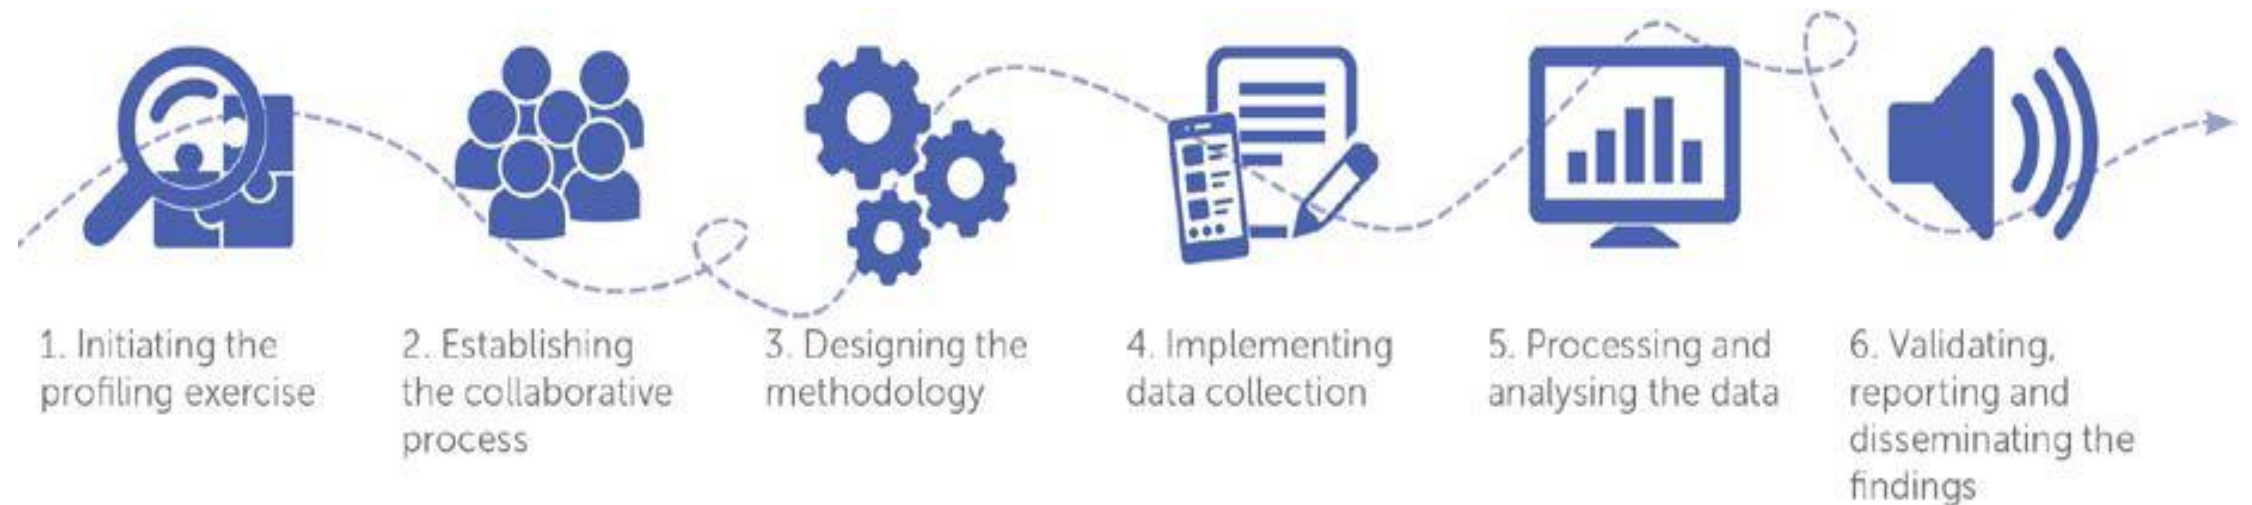 1. Initiating the
profiling exercise
2. Establishing
the collaborative
process
3. Designing the
methodology
4. Implementing
data collection
5. Processing and
analysing the data
6. Validating,
reporting and
disseminating the
findings